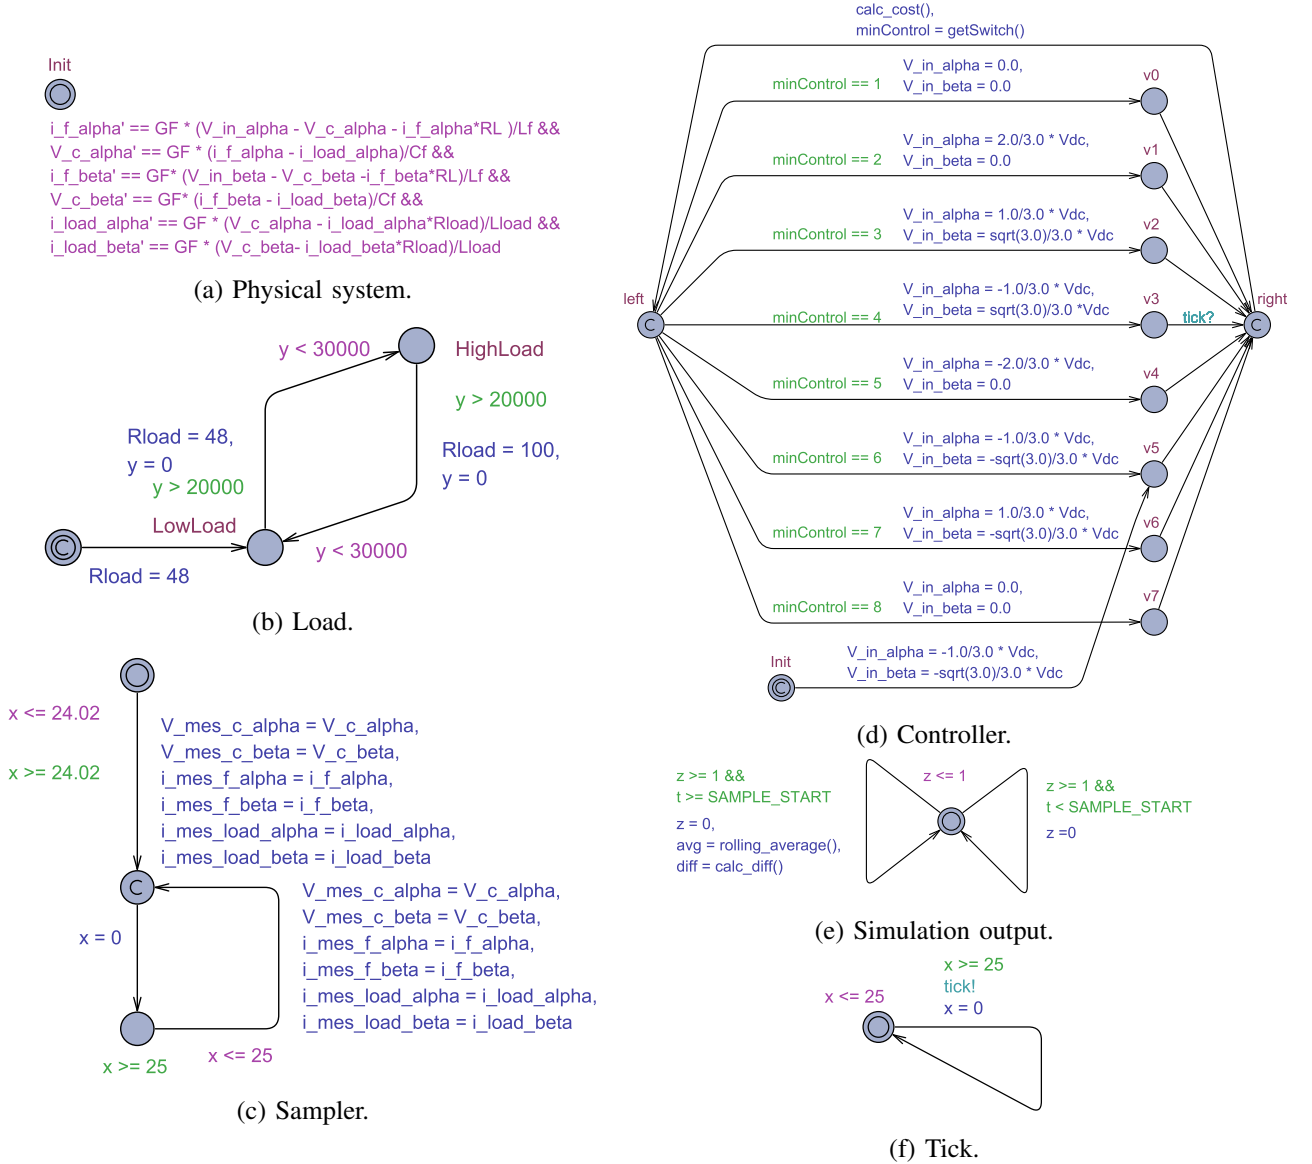 Init
i_f_alpha' == GF * (V_in_alpha - V_c_alpha - i_f_alpha*RL )/Lf &&
V_c_alpha' == GF * (i_f_alpha - i_load_alpha)/Cf &&
i_f_beta' == GF* (V_in_beta - V_c_beta -i_f_beta*RL)/Lf &&
V_c_beta' == GF* (i_f_beta - i_load_beta)/Cf &&
i_load_alpha' == GF * (V_c_alpha - i_load_alpha*Rload)/Lload &&
i_load_beta' == GF * (V_c_beta- i_load_beta*Rload)/Lload
(a) Physical system.
y < 30000
HighLoad
y > 20000
Rload = 48,
y = 0
y > 20000
Rload = 100,
y = 0
LowLoad
y < 30000
C
Rload = 48
(b) Load.
x <= 24.02
x >= 24.02
V_mes_c_alpha = V_c_alpha,
V_mes_c_beta = V_c_beta,
i_mes_f_alpha = i_f_alpha,
i_mes_f_beta = i_f_beta,
i_mes_load_alpha = i_load_alpha,
i_mes_load_beta = i_load_beta
C
x = 0
V_mes_c_alpha = V_c_alpha,
V_mes_c_beta = V_c_beta,
i_mes_f_alpha = i_f_alpha,
i_mes_f_beta = i_f_beta,
i_mes_load_alpha = i_load_alpha,
i_mes_load_beta = i_load_beta
x >= 25
x <= 25
(c) Sampler.
calc_cost(),
minControl = getSwitch()
minControl == 1
V_in_alpha = 0.0,
V_in_beta = 0.0
v0
minControl == 2
V_in_alpha = 2.0/3.0 * Vdc,
V_in_beta = 0.0
v1
minControl == 3
V_in_alpha = 1.0/3.0 * Vdc,
V_in_beta = sqrt(3.0)/3.0 * Vdc
v2
left
C
minControl == 4
V_in_alpha = -1.0/3.0 * Vdc,
V_in_beta = sqrt(3.0)/3.0 *Vdc
v3
tick?
right
C
minControl == 5
V_in_alpha = -2.0/3.0 * Vdc,
V_in_beta = 0.0
v4
minControl == 6
V_in_alpha = -1.0/3.0 * Vdc,
V_in_beta = -sqrt(3.0)/3.0 * Vdc
v5
minControl == 7
V_in_alpha = 1.0/3.0 * Vdc,
V_in_beta = -sqrt(3.0)/3.0 * Vdc
v6
minControl == 8
V_in_alpha = 0.0,
V_in_beta = 0.0
v7
Init
C
V_in_alpha = -1.0/3.0 * Vdc,
V_in_beta = -sqrt(3.0)/3.0 * Vdc
(d) Controller.
z >= 1 &&
t >= SAMPLE_START
z = 0,
avg = rolling_average(),
diff = calc_diff()
z <= 1
z >= 1 &&
t < SAMPLE_START
z =0
(e) Simulation output.
x <= 25
x >= 25
tick!
x = 0
(f) Tick.